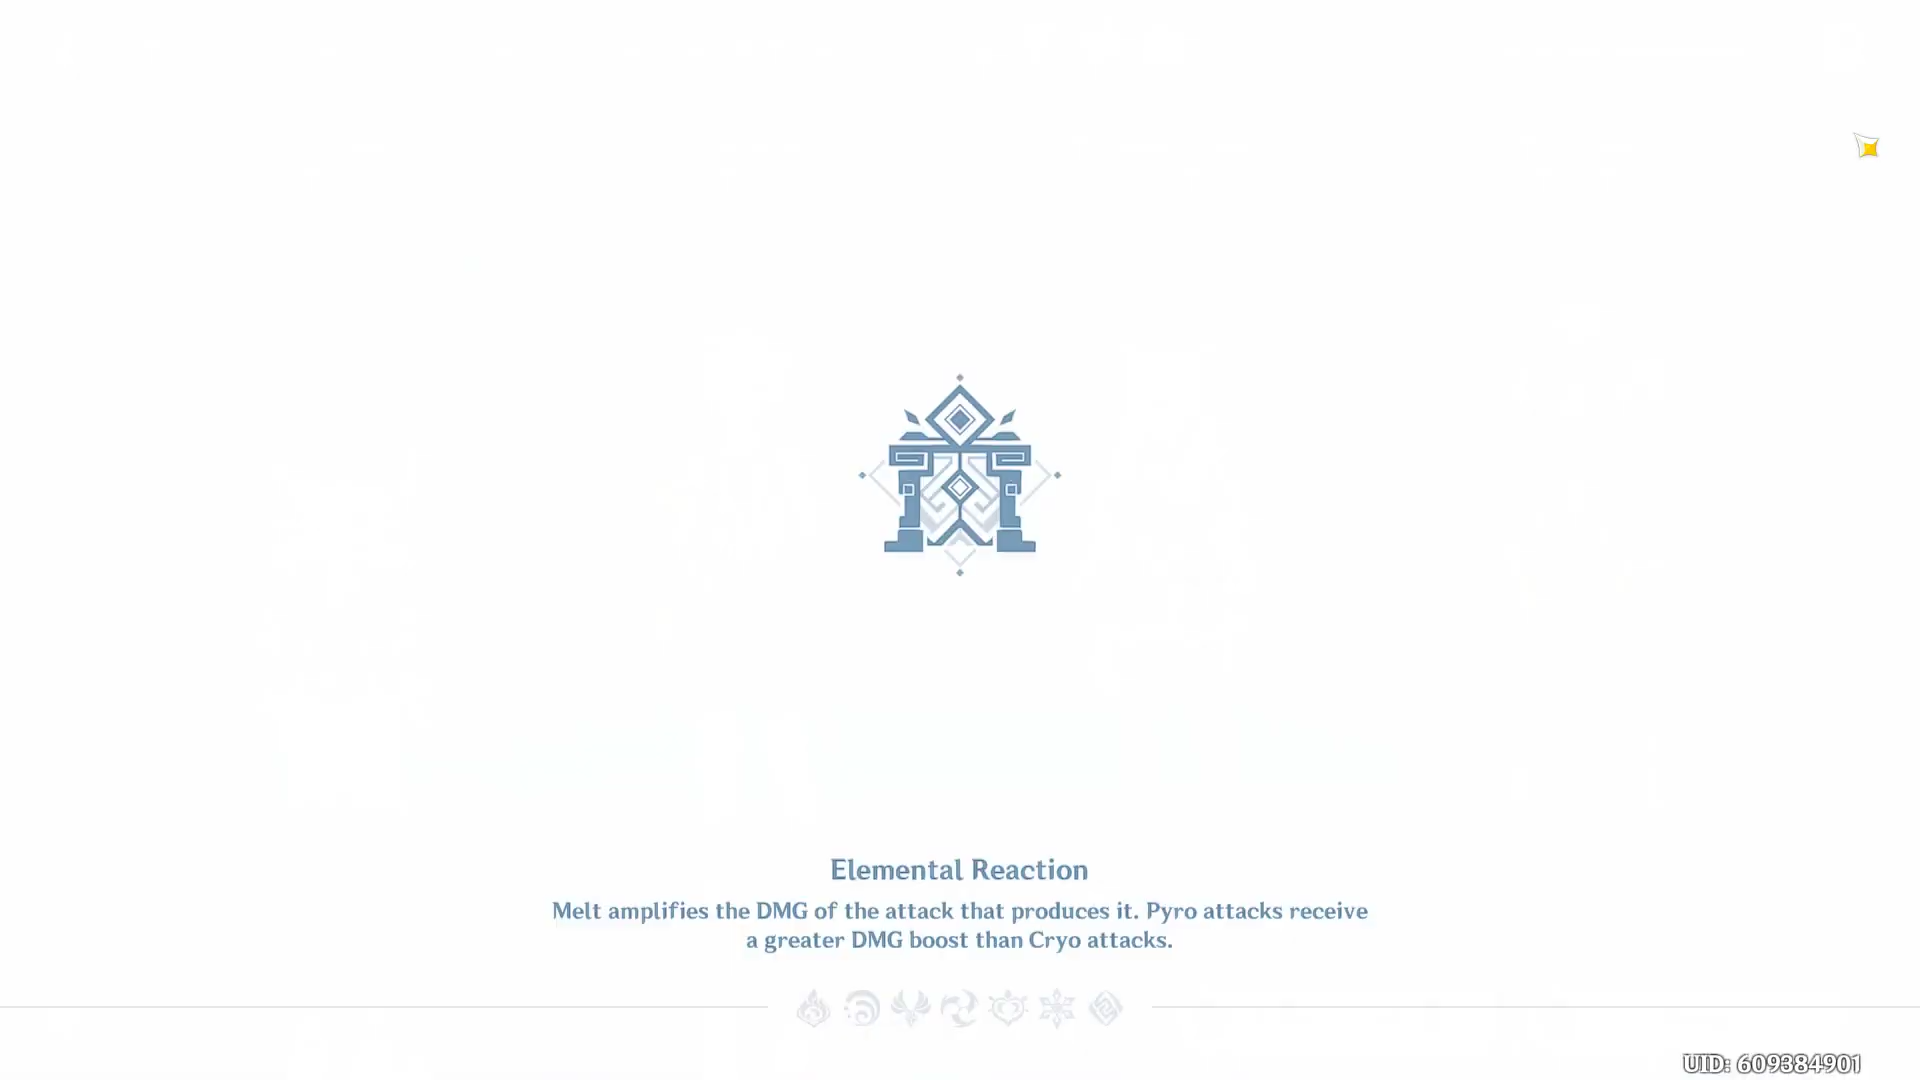 Elemental Reaction
Melt amplifies the DMG of the attack that produces it. Pyro attacks receive
a greater DMG boost than Cryo attacks.
UID: 609384901